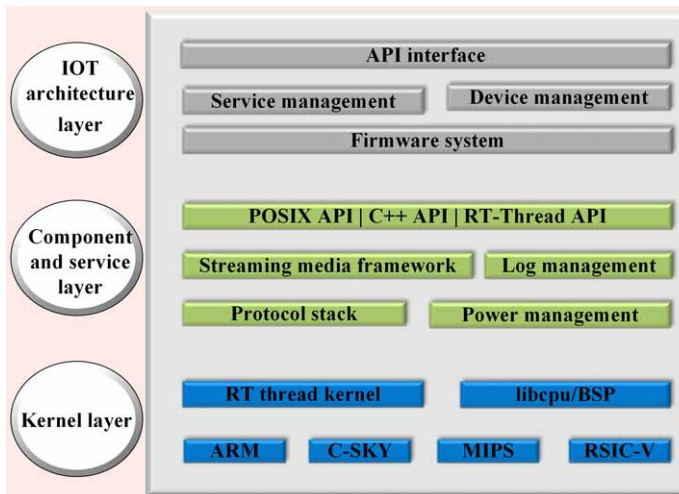 IOT
architecture
layer
API interface
Service management
Device management
Firmware system
Component
and service
layer
POSIX API | C++ API | RT-Thread API
Streaming media framework
Log management
Protocol stack
Power management
Kernel layer
RT thread kernel
libcpu/BSP
ARM
C-SKY
MIPS
RSIC-V